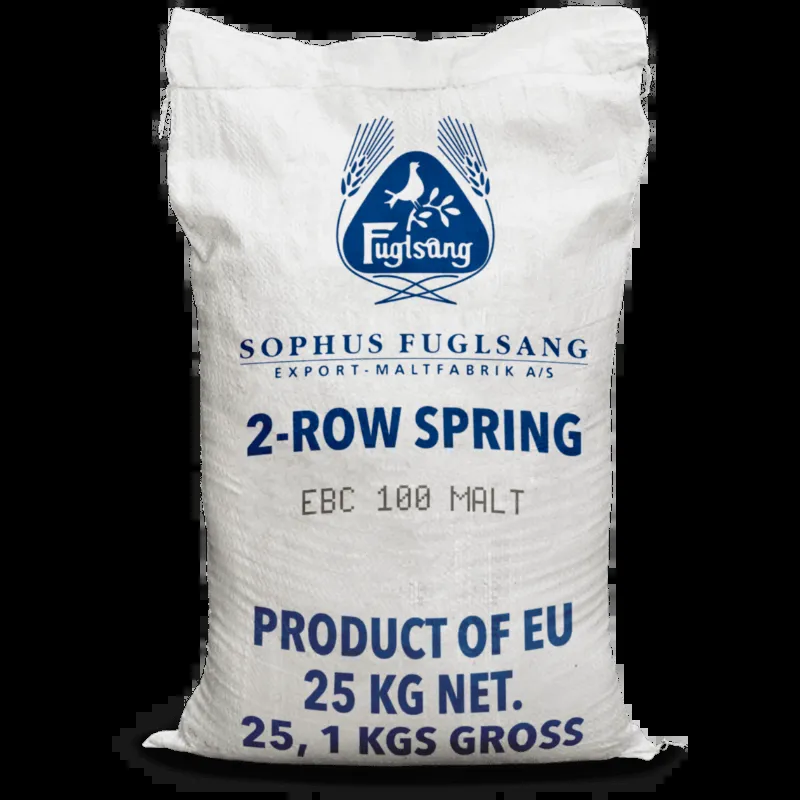 Fuglsang
SOPHUS FUGLSANG
EXPORT-MALTFABRIK A/S
2-ROW SPRING
EBC 100 MALT
PRODUCT OF EU
25 KG NET.
25, 1 KGS GROSS